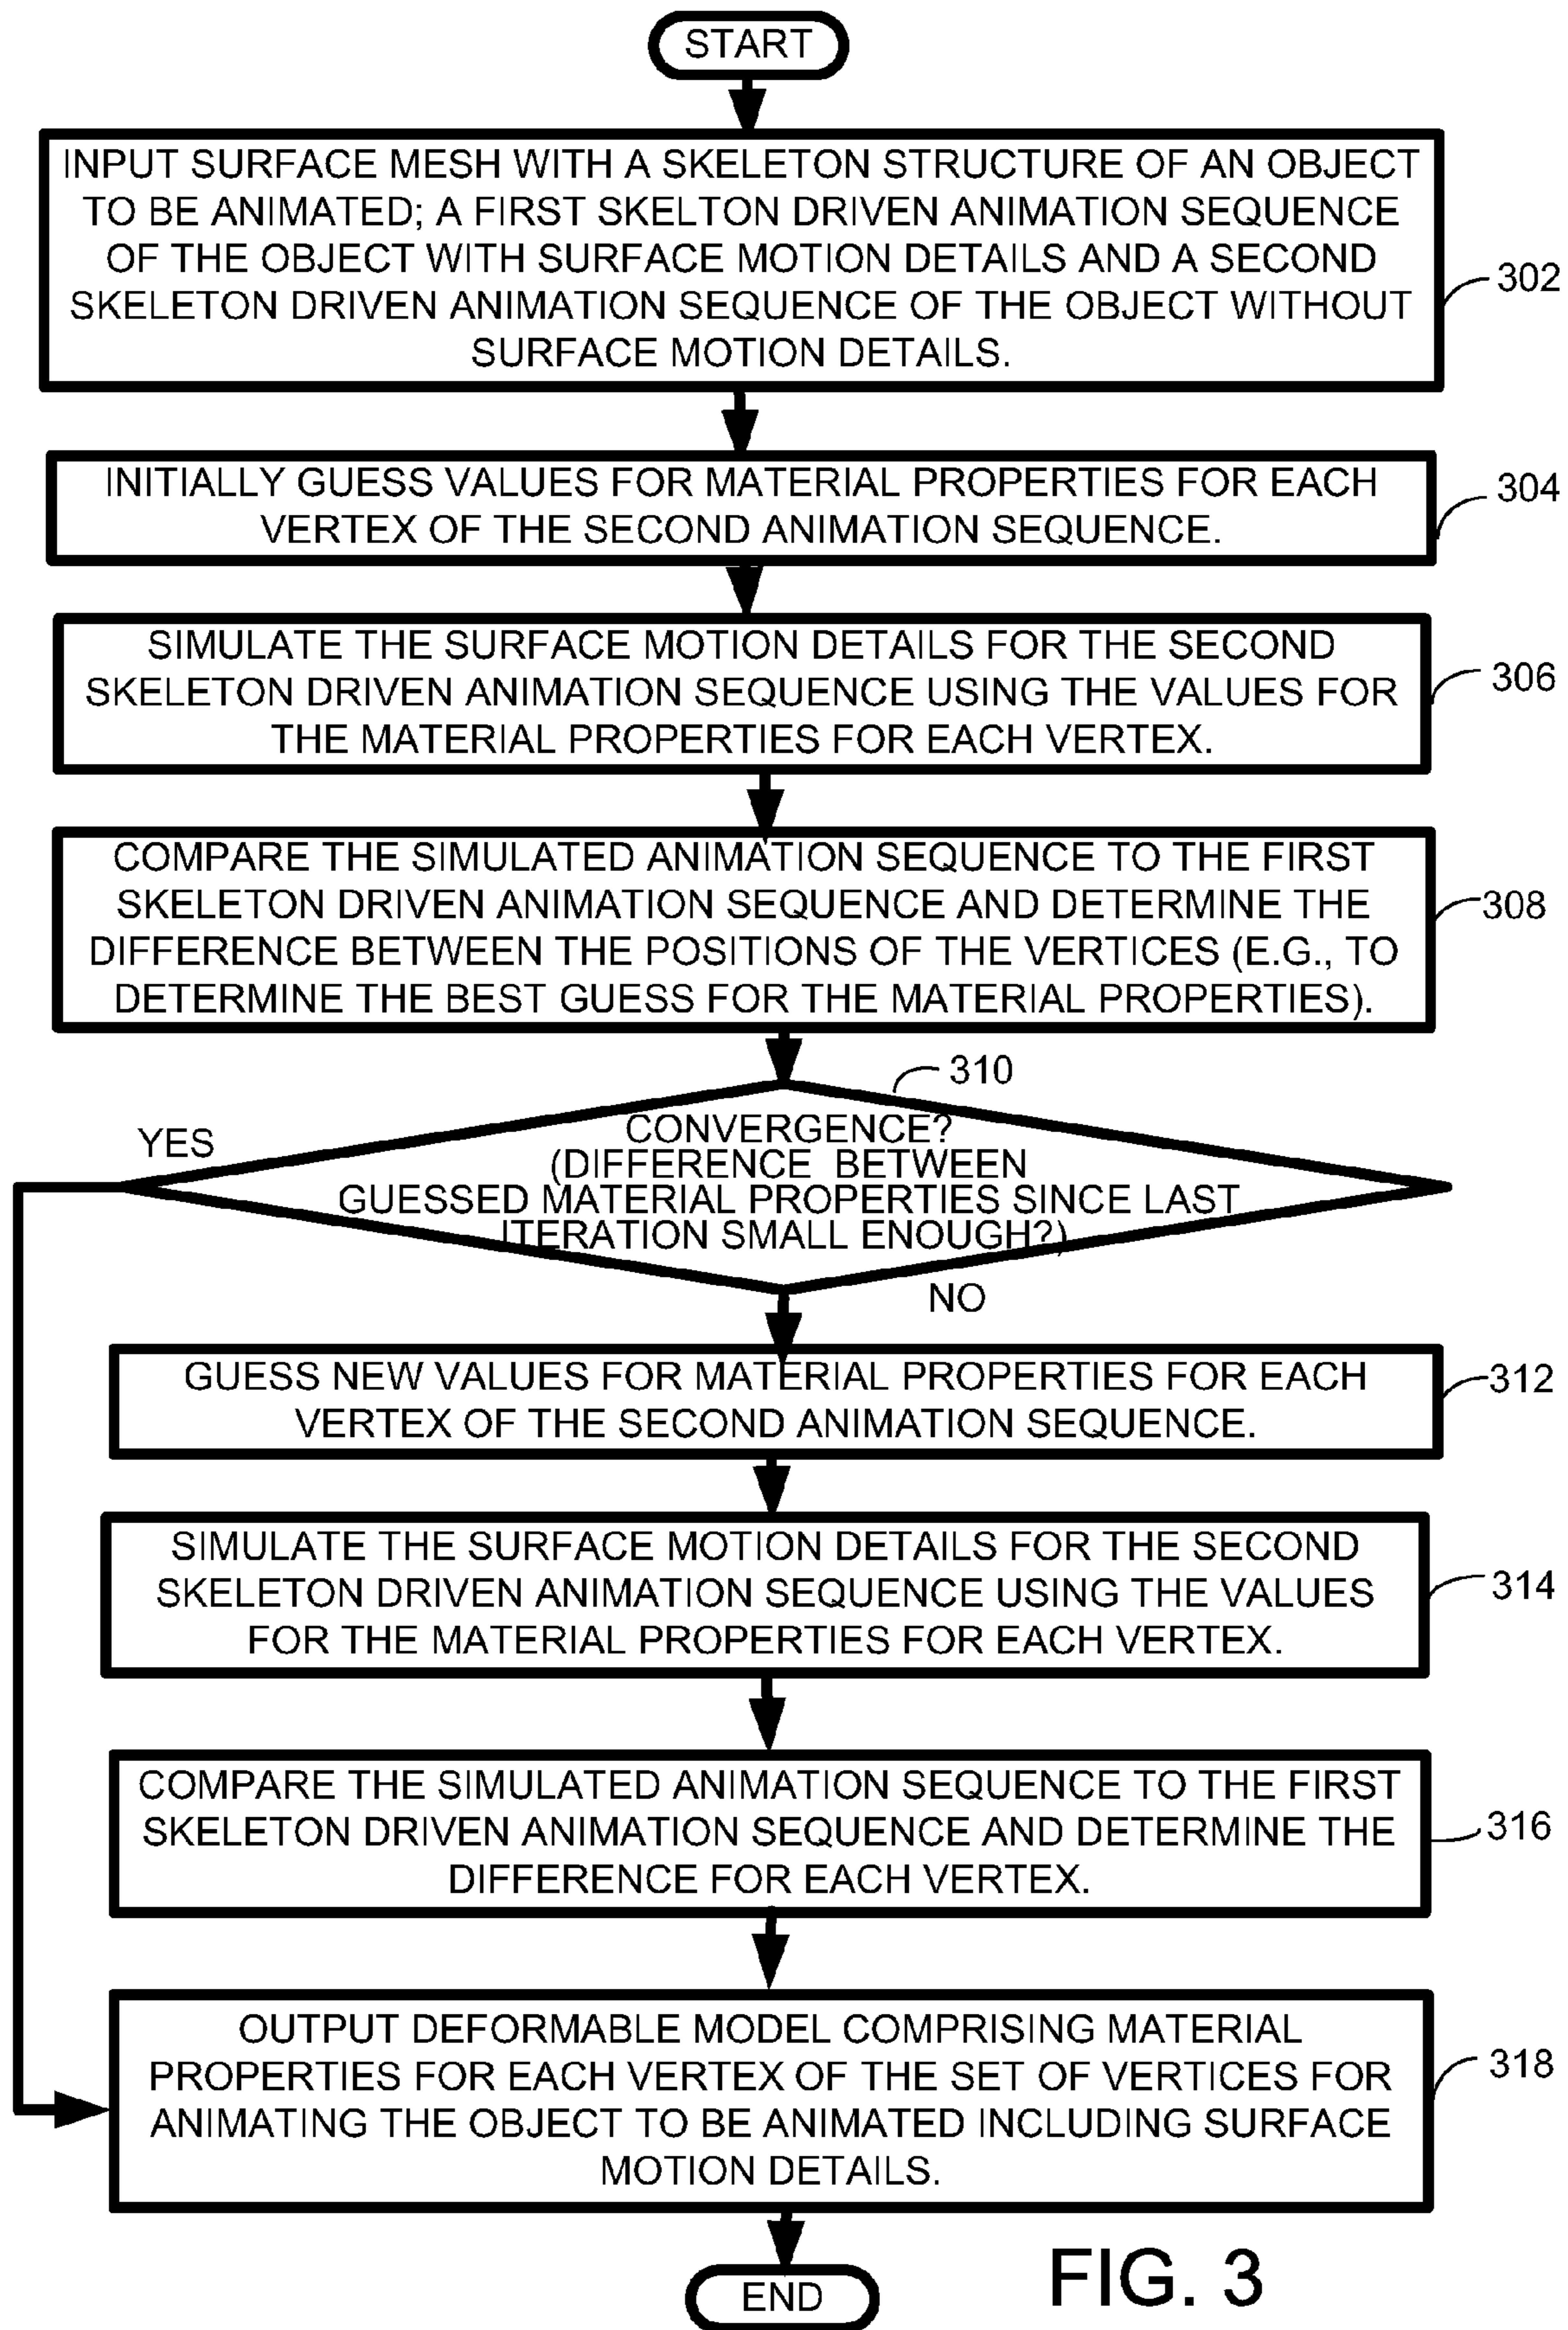 START
INPUT SURFACE MESH WITH A SKELETON STRUCTURE OF AN OBJECT
TO BE ANIMATED; A FIRST SKELTON DRIVEN ANIMATION SEQUENCE
OF THE OBJECT WITH SURFACE MOTION DETAILS AND A SECOND
SKELETON DRIVEN ANIMATION SEQUENCE OF THE OBJECT WITHOUT
SURFACE MOTION DETAILS.
302
INITIALLY GUESS VALUES FOR MATERIAL PROPERTIES FOR EACH
VERTEX OF THE SECOND ANIMATION SEQUENCE.
304
SIMULATE THE SURFACE MOTION DETAILS FOR THE SECOND
SKELETON DRIVEN ANIMATION SEQUENCE USING THE VALUES FOR
THE MATERIAL PROPERTIES FOR EACH VERTEX.
306
COMPARE THE SIMULATED ANIMATION SEQUENCE TO THE FIRST
SKELETON DRIVEN ANIMATION SEQUENCE AND DETERMINE THE
DIFFERENCE BETWEEN THE POSITIONS OF THE VERTICES (E.G., TO
DETERMINE THE BEST GUESS FOR THE MATERIAL PROPERTIES).
308
310
YES
CONVERGENCE?
(DIFFERENCE BETWEEN
GUESSED MATERIAL PROPERTIES SINCE LAST
ITERATION SMALL ENOUGH?)
NO
GUESS NEW VALUES FOR MATERIAL PROPERTIES FOR EACH
VERTEX OF THE SECOND ANIMATION SEQUENCE.
312
SIMULATE THE SURFACE MOTION DETAILS FOR THE SECOND
SKELETON DRIVEN ANIMATION SEQUENCE USING THE VALUES
FOR THE MATERIAL PROPERTIES FOR EACH VERTEX.
314
COMPARE THE SIMULATED ANIMATION SEQUENCE TO THE FIRST
SKELETON DRIVEN ANIMATION SEQUENCE AND DETERMINE THE
DIFFERENCE FOR EACH VERTEX.
316
OUTPUT DEFORMABLE MODEL COMPRISING MATERIAL
PROPERTIES FOR EACH VERTEX OF THE SET OF VERTICES FOR
ANIMATING THE OBJECT TO BE ANIMATED INCLUDING SURFACE
MOTION DETAILS.
318
END
FIG. 3